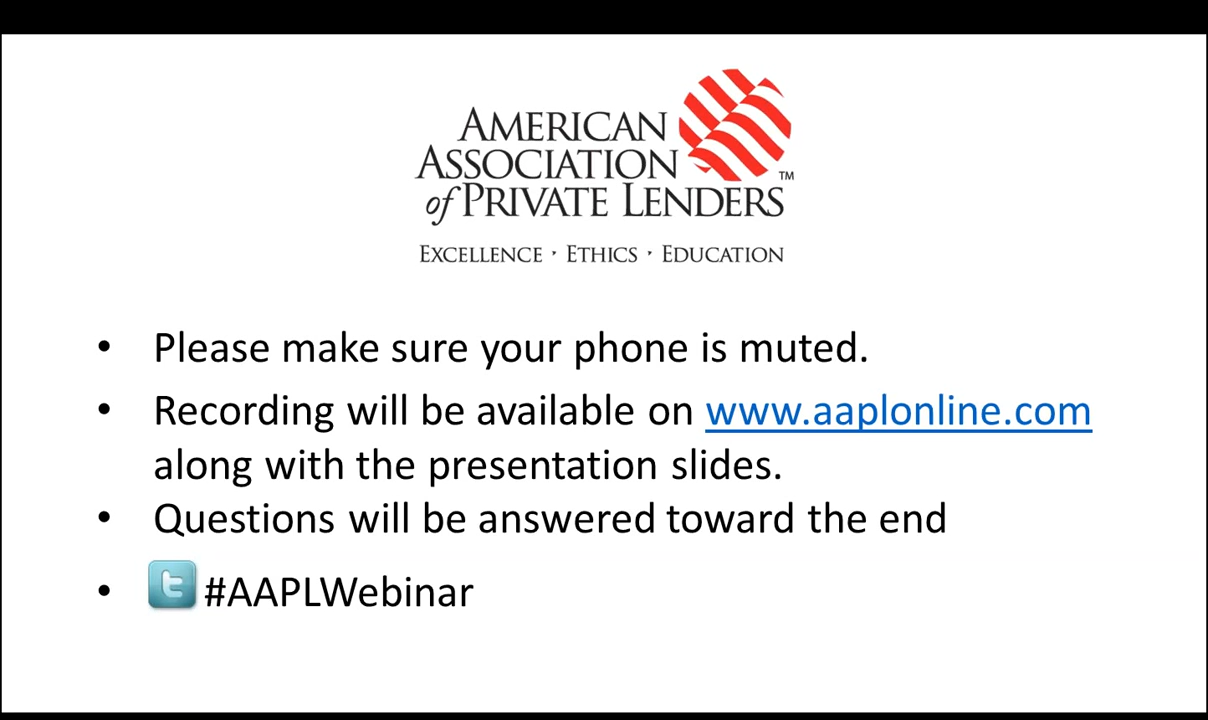 AMERICAN
ASSOCIATION
of PRIVATE LENDERS
TM
EXCELLENCE · ETHICS · EDUCATION
• Please make sure your phone is muted.
• Recording will be available on www.aaplonline.com
along with the presentation slides.
• Questions will be answered toward the end
• t #AAPLWebinar